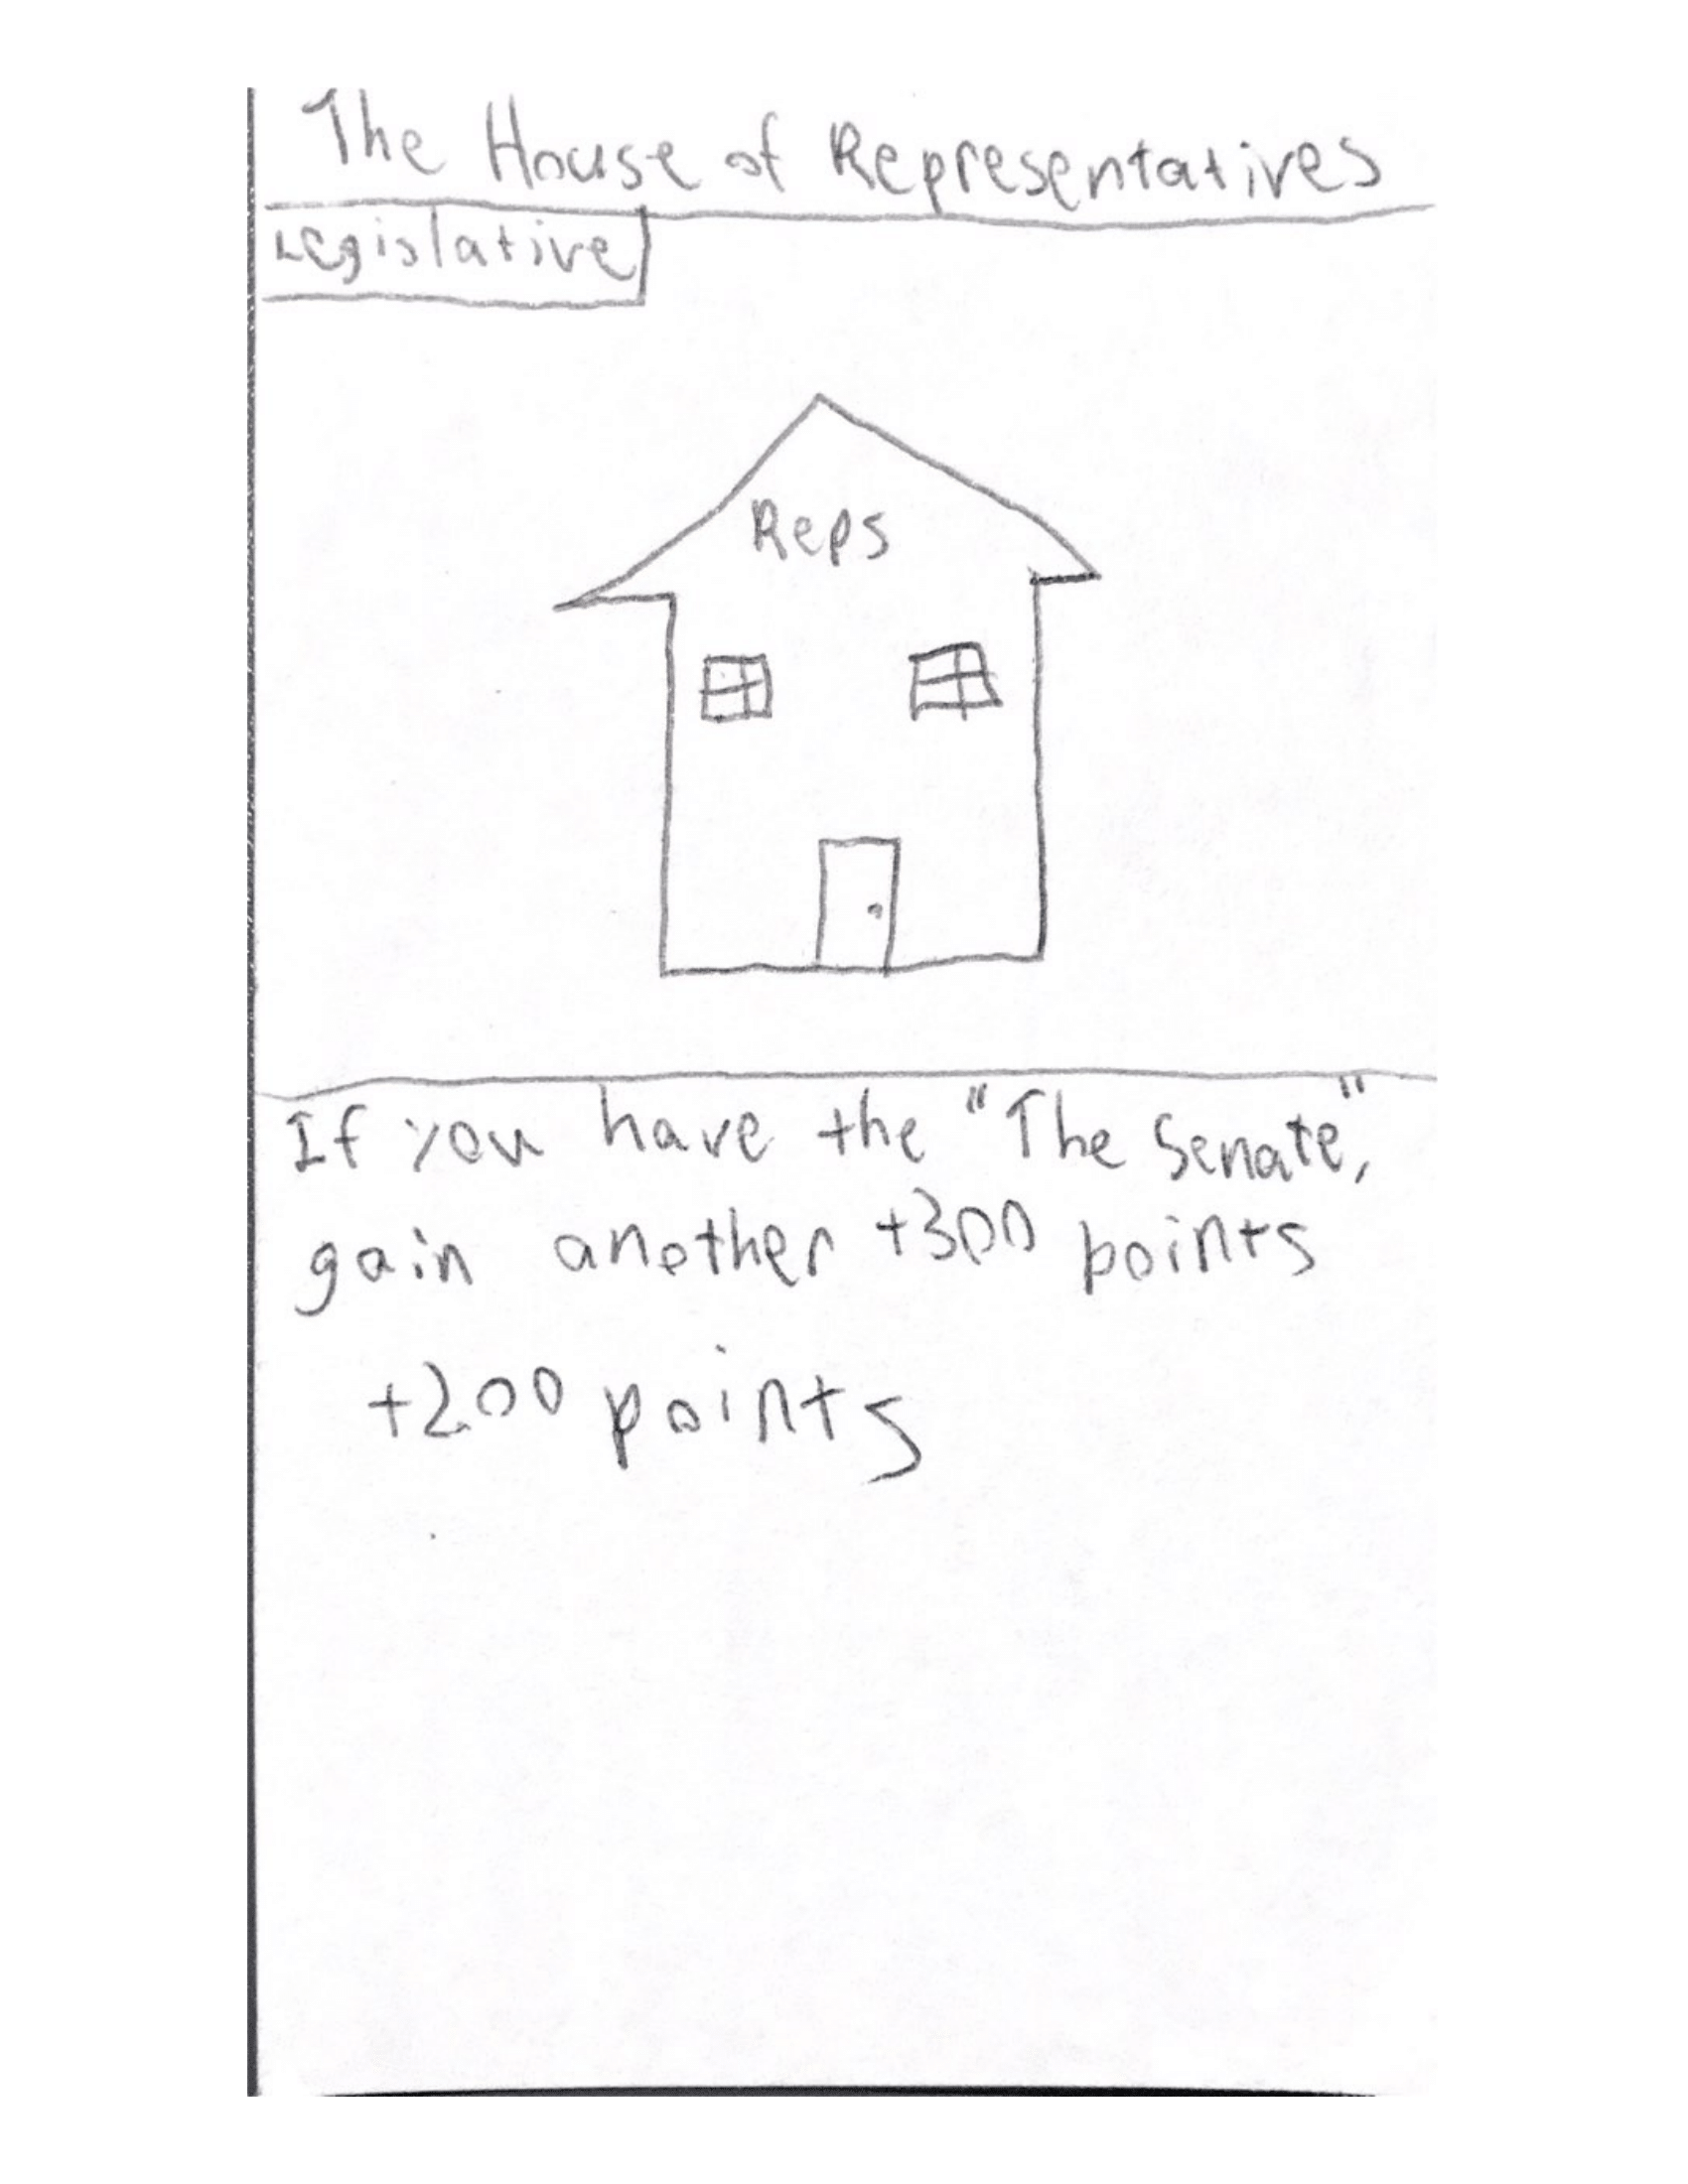 The House of Representatives
Legislative
Reps
If you have the "The Senate",
gain another +300 points
+200 points